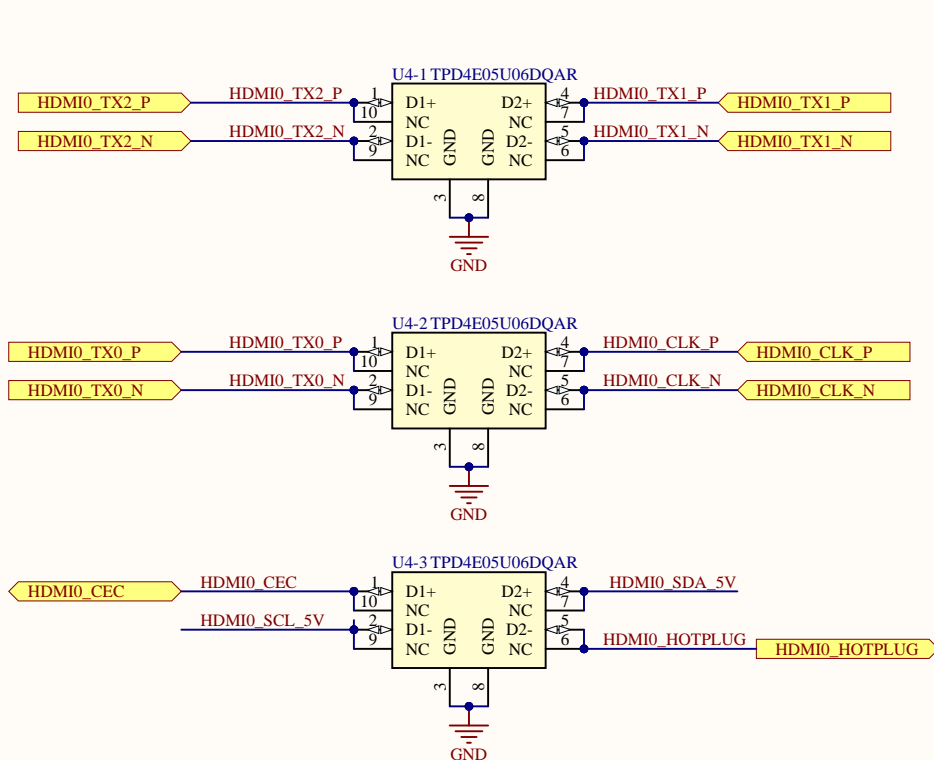 U4-1 TPD4E05U06DQAR
HDMI0_TX2_P HDMI0_TX2_P 1 D1+ D2+ 4 HDMI0_TX1_P HDMI0_TX1_P
10 NC NC 7
HDMI0_TX2_N HDMI0_TX2_N 2 D1- GND GND D2- 5 HDMI0_TX1_N HDMI0_TX1_N
9 NC NC 6
3 8
GND
U4-2 TPD4E05U06DQAR
HDMI0_TX0_P HDMI0_TX0_P 1 D1+ D2+ 4 HDMI0_CLK_P HDMI0_CLK_P
10 NC NC 7
HDMI0_TX0_N HDMI0_TX0_N 2 D1- GND GND D2- 5 HDMI0_CLK_N HDMI0_CLK_N
9 NC NC 6
3 8
GND
U4-3 TPD4E05U06DQAR
HDMI0_CEC HDMI0_CEC 1 D1+ D2+ 4 HDMI0_SDA_5V
10 NC NC 7
HDMI0_SCL_5V 2 D1- GND GND D2- 5
9 NC NC 6 HDMI0_HOTPLUG HDMI0_HOTPLUG
3 8
GND